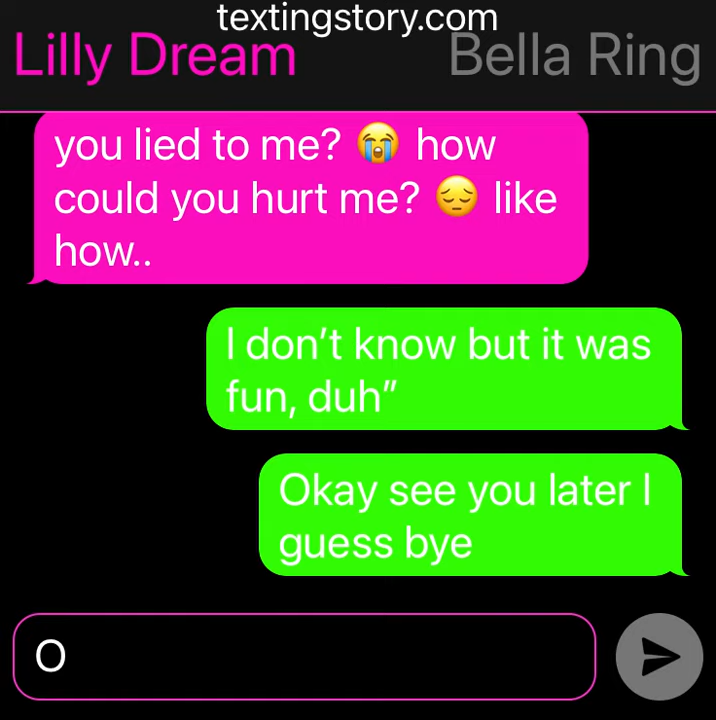 textingstory.com
Lilly Dream Bella Ring
you lied to me? 😭 how
could you hurt me? 😔 like
how..
I don’t know but it was
fun, duh”
Okay see you later I
guess bye
O